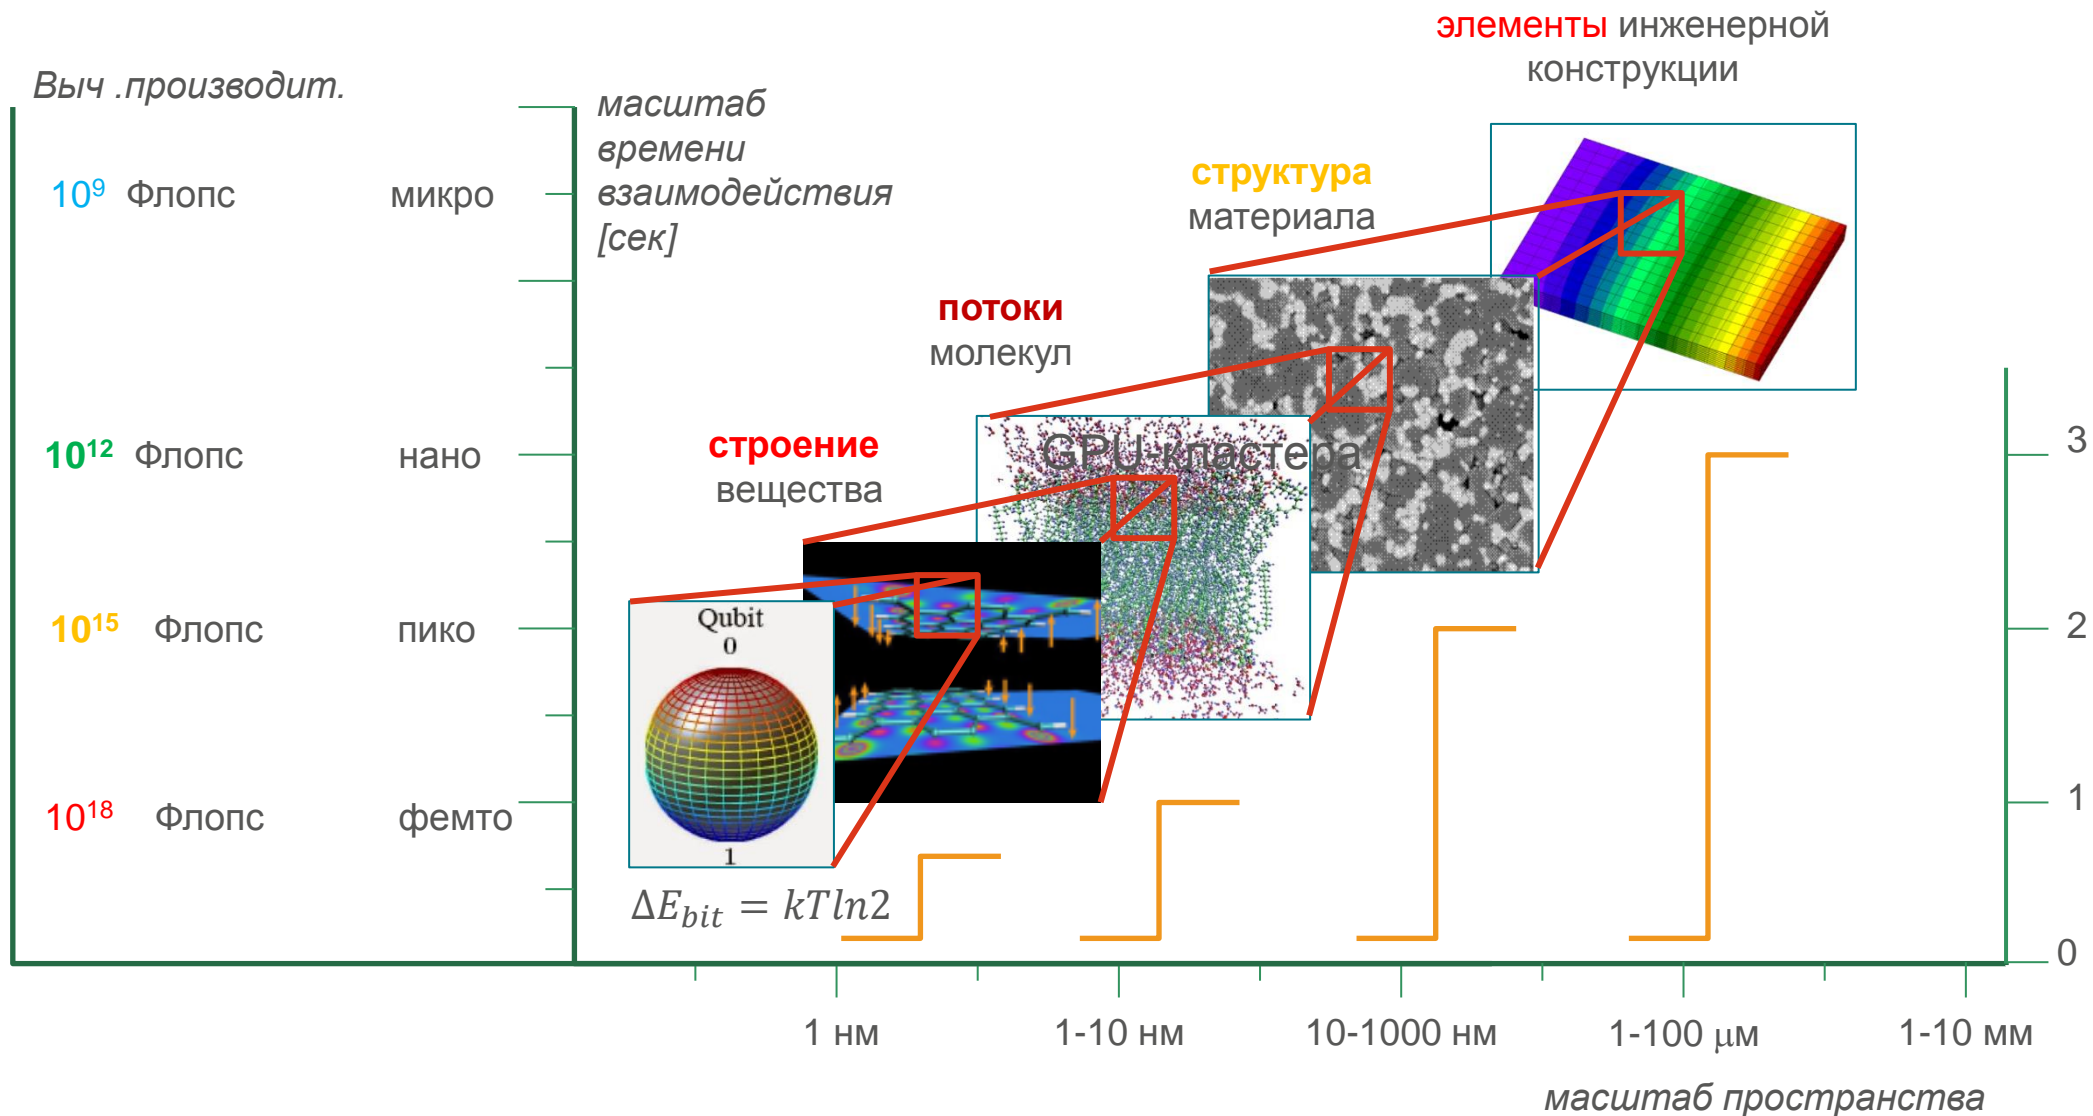 элементы инженерной
конструкции
Выч .производит.
масштаб
времени
взаимодействия
[сек]
10⁹ Флопс микро
структура
материала
потоки
молекул
10¹² Флопс нано
строение
вещества
GPU-кластера
3
10¹⁵ Флопс пико
Qubit
0
2
10¹⁸ Флопс фемто
1
1
ΔE_{bit} = kTln2
0
1 нм 1-10 нм 10-1000 нм 1-100 μм 1-10 мм
масштаб пространства